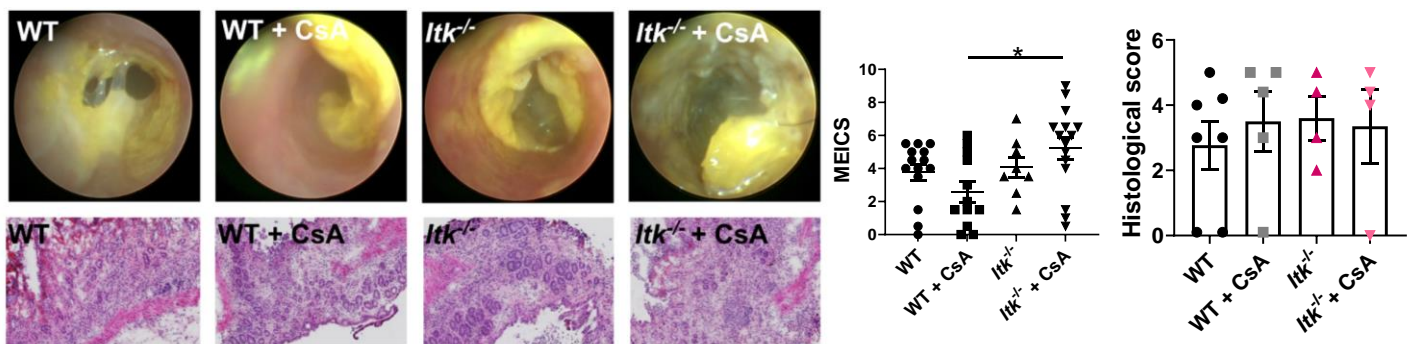 WT
WT + CsA
Itk-/-
Itk-/- + CsA
WT
WT + CsA
Itk-/-
Itk-/- + CsA
*
MEICS
10
8
6
4
2
0
WT
WT + CsA
Itk-/-
Itk-/- + CsA
Histological score
6
4
2
0
WT
WT + CsA
Itk-/-
Itk-/- + CsA